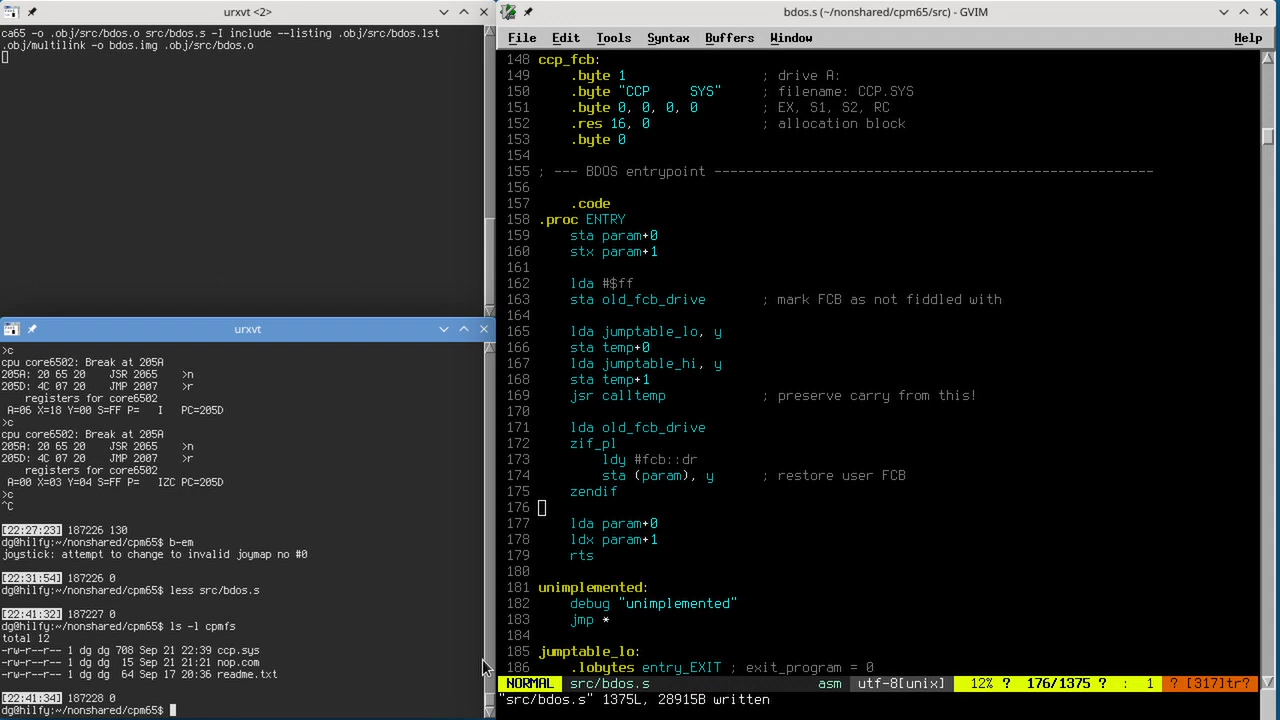 urxvt <2>
ca65 -o .obj/src/bdos.o src/bdos.s -I include --listing .obj/src/bdos.lst
.obj/multilink -o bdos.img .obj/src/bdos.o
urxvt
>c
cpu core6502: Break at 205A
205A: 20 65 20    JSR 2065    >n
205D: 4C 07 20    JMP 2007    >r
    registers for core6502
 A=06 X=18 Y=00 S=FF P=   I    PC=205D
>c
cpu core6502: Break at 205A
205A: 20 65 20    JSR 2065    >n
205D: 4C 07 20    JMP 2007    >r
    registers for core6502
 A=00 X=03 Y=04 S=FF P=   IZC PC=205D
>c
^C
[22:27:23] 187226 130
dg@hilfy:/nonshared/cpm65$ b-em
joystick: attempt to change to invalid joymap no #0
[22:31:54] 187226 0
dg@hilfy:/nonshared/cpm65$ less src/bdos.s
[22:41:32] 187227 0
dg@hilfy:/nonshared/cpm65$ ls -l cpmfs
total 12
-rw-r--r-- 1 dg dg 708 Sep 21 22:39 ccp.sys
-rw-r--r-- 1 dg dg  15 Sep 21 21:21 nop.com
-rw-r--r-- 1 dg dg  64 Sep 17 20:36 readme.txt
[22:41:34] 187228 0
dg@hilfy:/nonshared/cpm65$
bdos.s (~/nonshared/cpm65/src) - GVIM
File Edit Tools Syntax Buffers Window Help
148 ccp_fcb:
149     .byte 1                 ; drive A:
150     .byte "CCP     SYS"     ; filename: CCP.SYS
151     .byte 0, 0, 0, 0        ; EX, S1, S2, RC
152     .res 16, 0              ; allocation block
153     .byte 0
154
155 ; --- BDOS entrypoint -------------------------------------------------------
156
157     .code
158 .proc ENTRY
159     sta param+0
160     stx param+1
161
162     lda #$ff
163     sta old_fcb_drive       ; mark FCB as not fiddled with
164
165     lda jumptable_lo, y
166     sta temp+0
167     lda jumptable_hi, y
168     sta temp+1
169     jsr calltemp            ; preserve carry from this!
170
171     lda old_fcb_drive
172     zif_pl
173         ldy #fcb::dr
174         sta (param), y      ; restore user FCB
175     zendif
176
177     lda param+0
178     ldx param+1
179     rts
180
181 unimplemented:
182     debug "unimplemented"
183     jmp *
184
185 jumptable_lo:
186     .lobytes entry_EXIT ; exit_program = 0
NORMAL src/bdos.s asm utf-8[unix] 12% ? 176/1375 ? : 1 ? [317]tr?
"src/bdos.s" 1375L, 28915B written